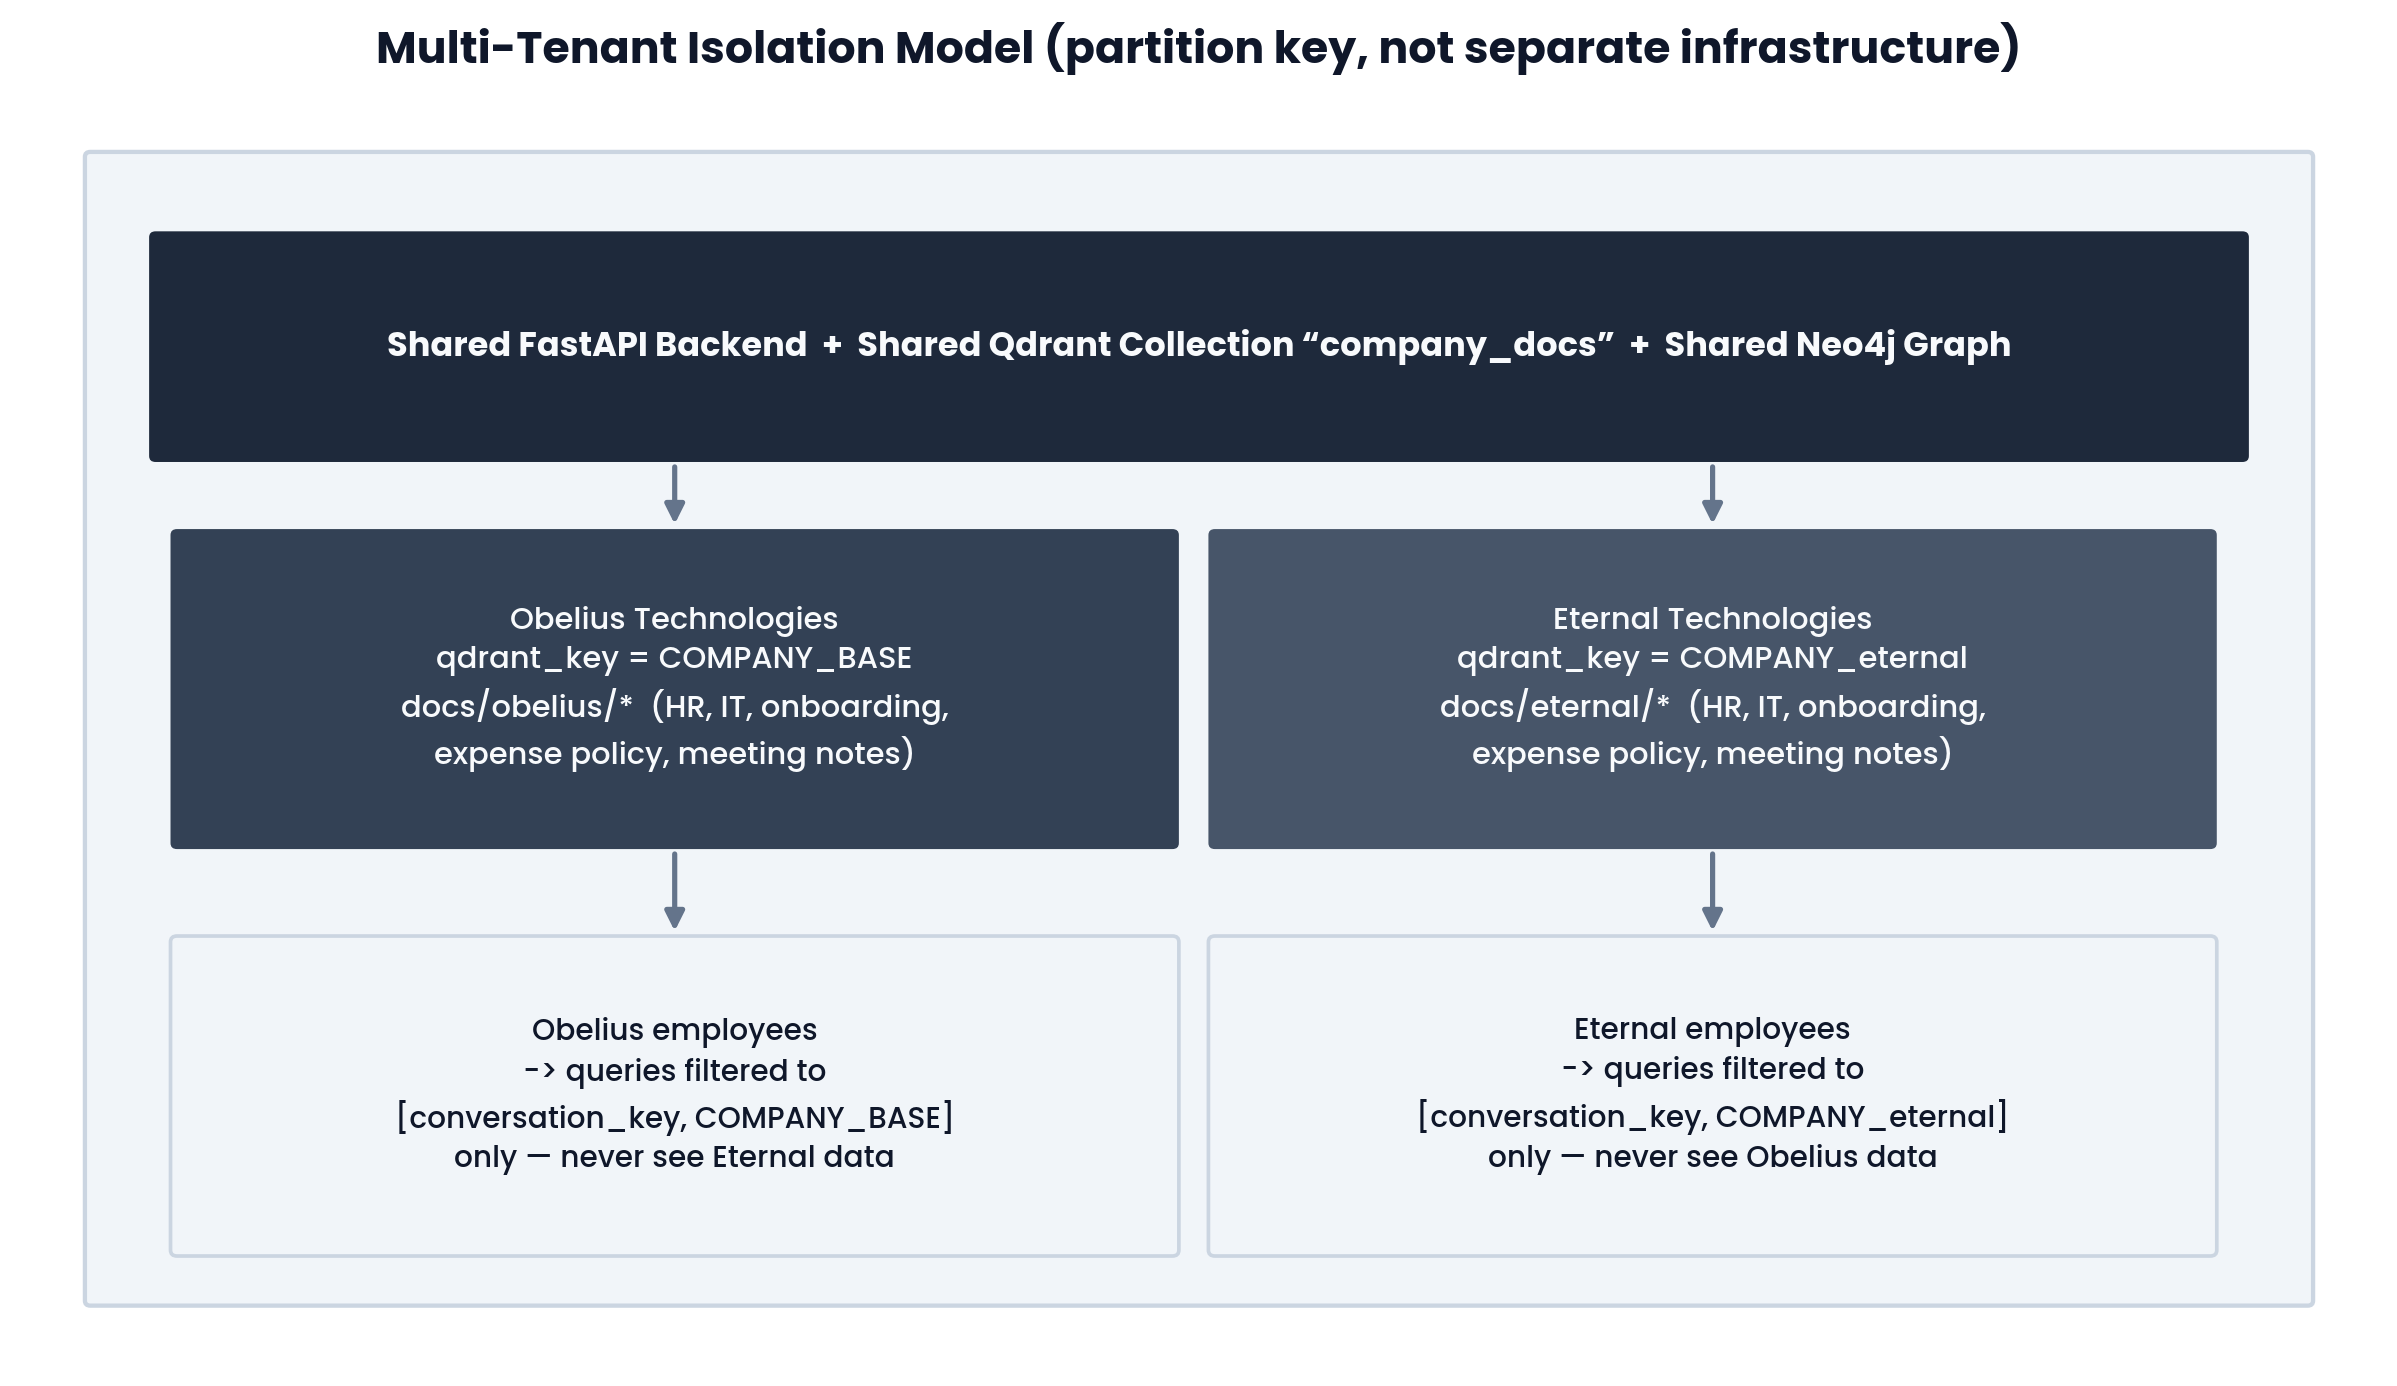 Multi-Tenant Isolation Model (partition key, not separate infrastructure)
Shared FastAPI Backend + Shared Qdrant Collection “company_docs” + Shared Neo4j Graph
Obelius Technologies
qdrant_key = COMPANY_BASE
docs/obelius/* (HR, IT, onboarding,
expense policy, meeting notes)
Eternal Technologies
qdrant_key = COMPANY_eternal
docs/eternal/* (HR, IT, onboarding,
expense policy, meeting notes)
Obelius employees
-> queries filtered to
[conversation_key, COMPANY_BASE]
only — never see Eternal data
Eternal employees
-> queries filtered to
[conversation_key, COMPANY_eternal]
only — never see Obelius data